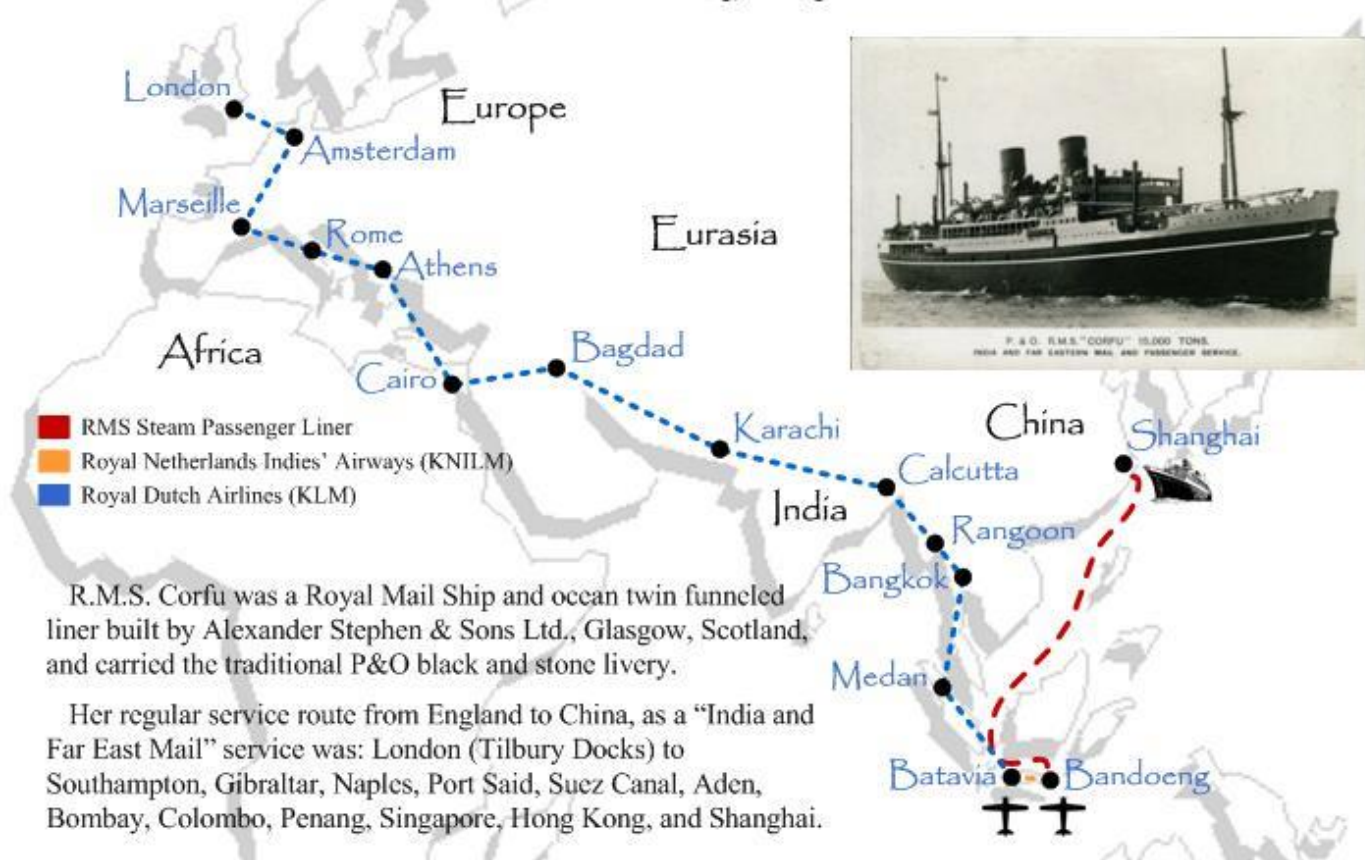 London
Europe
Amsterdam
Marseille
Rome
Eurasia
Athens
P. & O. R.M.S. "CORFU" 15,000 TONS.
INDIA AND FAR EASTERN MAIL AND PASSENGER SERVICE.
Africa
Bagdad
Cairo
Karachi
China
Shanghai
RMS Steam Passenger Liner
Royal Netherlands Indies' Airways (KNILM)
Royal Dutch Airlines (KLM)
Calcutta
India
Rangoon
Bangkok
R.M.S. Corfu was a Royal Mail Ship and ocean twin funneled
liner built by Alexander Stephen & Sons Ltd., Glasgow, Scotland,
and carried the traditional P&O black and stone livery.
Medan
Her regular service route from England to China, as a “India and
Far East Mail” service was: London (Tilbury Docks) to
Southampton, Gibraltar, Naples, Port Said, Suez Canal, Aden,
Bombay, Colombo, Penang, Singapore, Hong Kong, and Shanghai.
Batavia
Bandoeng